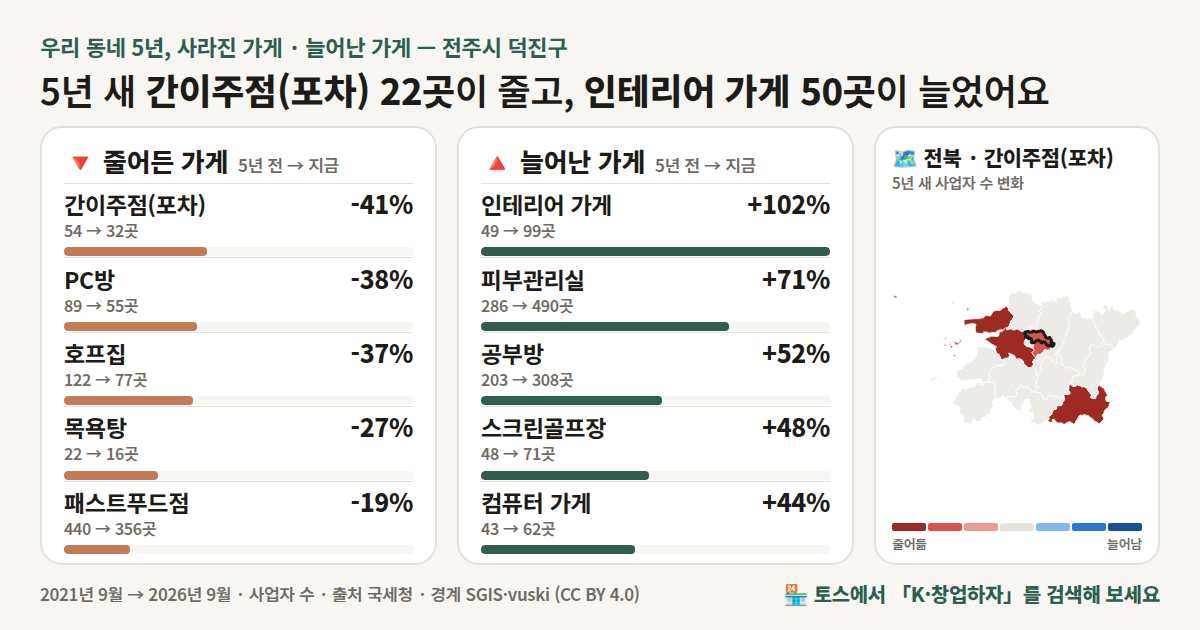 우리 동네 5년, 사라진 가게 · 늘어난 가게 — 전주시 덕진구
5년 새 간이주점(포차) 22곳이 줄고, 인테리어 가게 50곳이 늘었어요
🔻 줄어든 가게 5년 전 → 지금
간이주점(포차) -41%
54 → 32곳
PC방 -38%
89 → 55곳
호프집 -37%
122 → 77곳
목욕탕 -27%
22 → 16곳
패스트푸드점 -19%
440 → 356곳
🔺 늘어난 가게 5년 전 → 지금
인테리어 가게 +102%
49 → 99곳
피부관리실 +71%
286 → 490곳
공부방 +52%
203 → 308곳
스크린골프장 +48%
48 → 71곳
컴퓨터 가게 +44%
43 → 62곳
🗺️ 전북 · 간이주점(포차)
5년 새 사업자 수 변화
줄어듦 늘어남
2021년 9월 → 2026년 9월 · 사업자 수 · 출처 국세청 · 경계 SGIS·vuski (CC BY 4.0)
🏪 토스에서 「K·창업하자」를 검색해 보세요